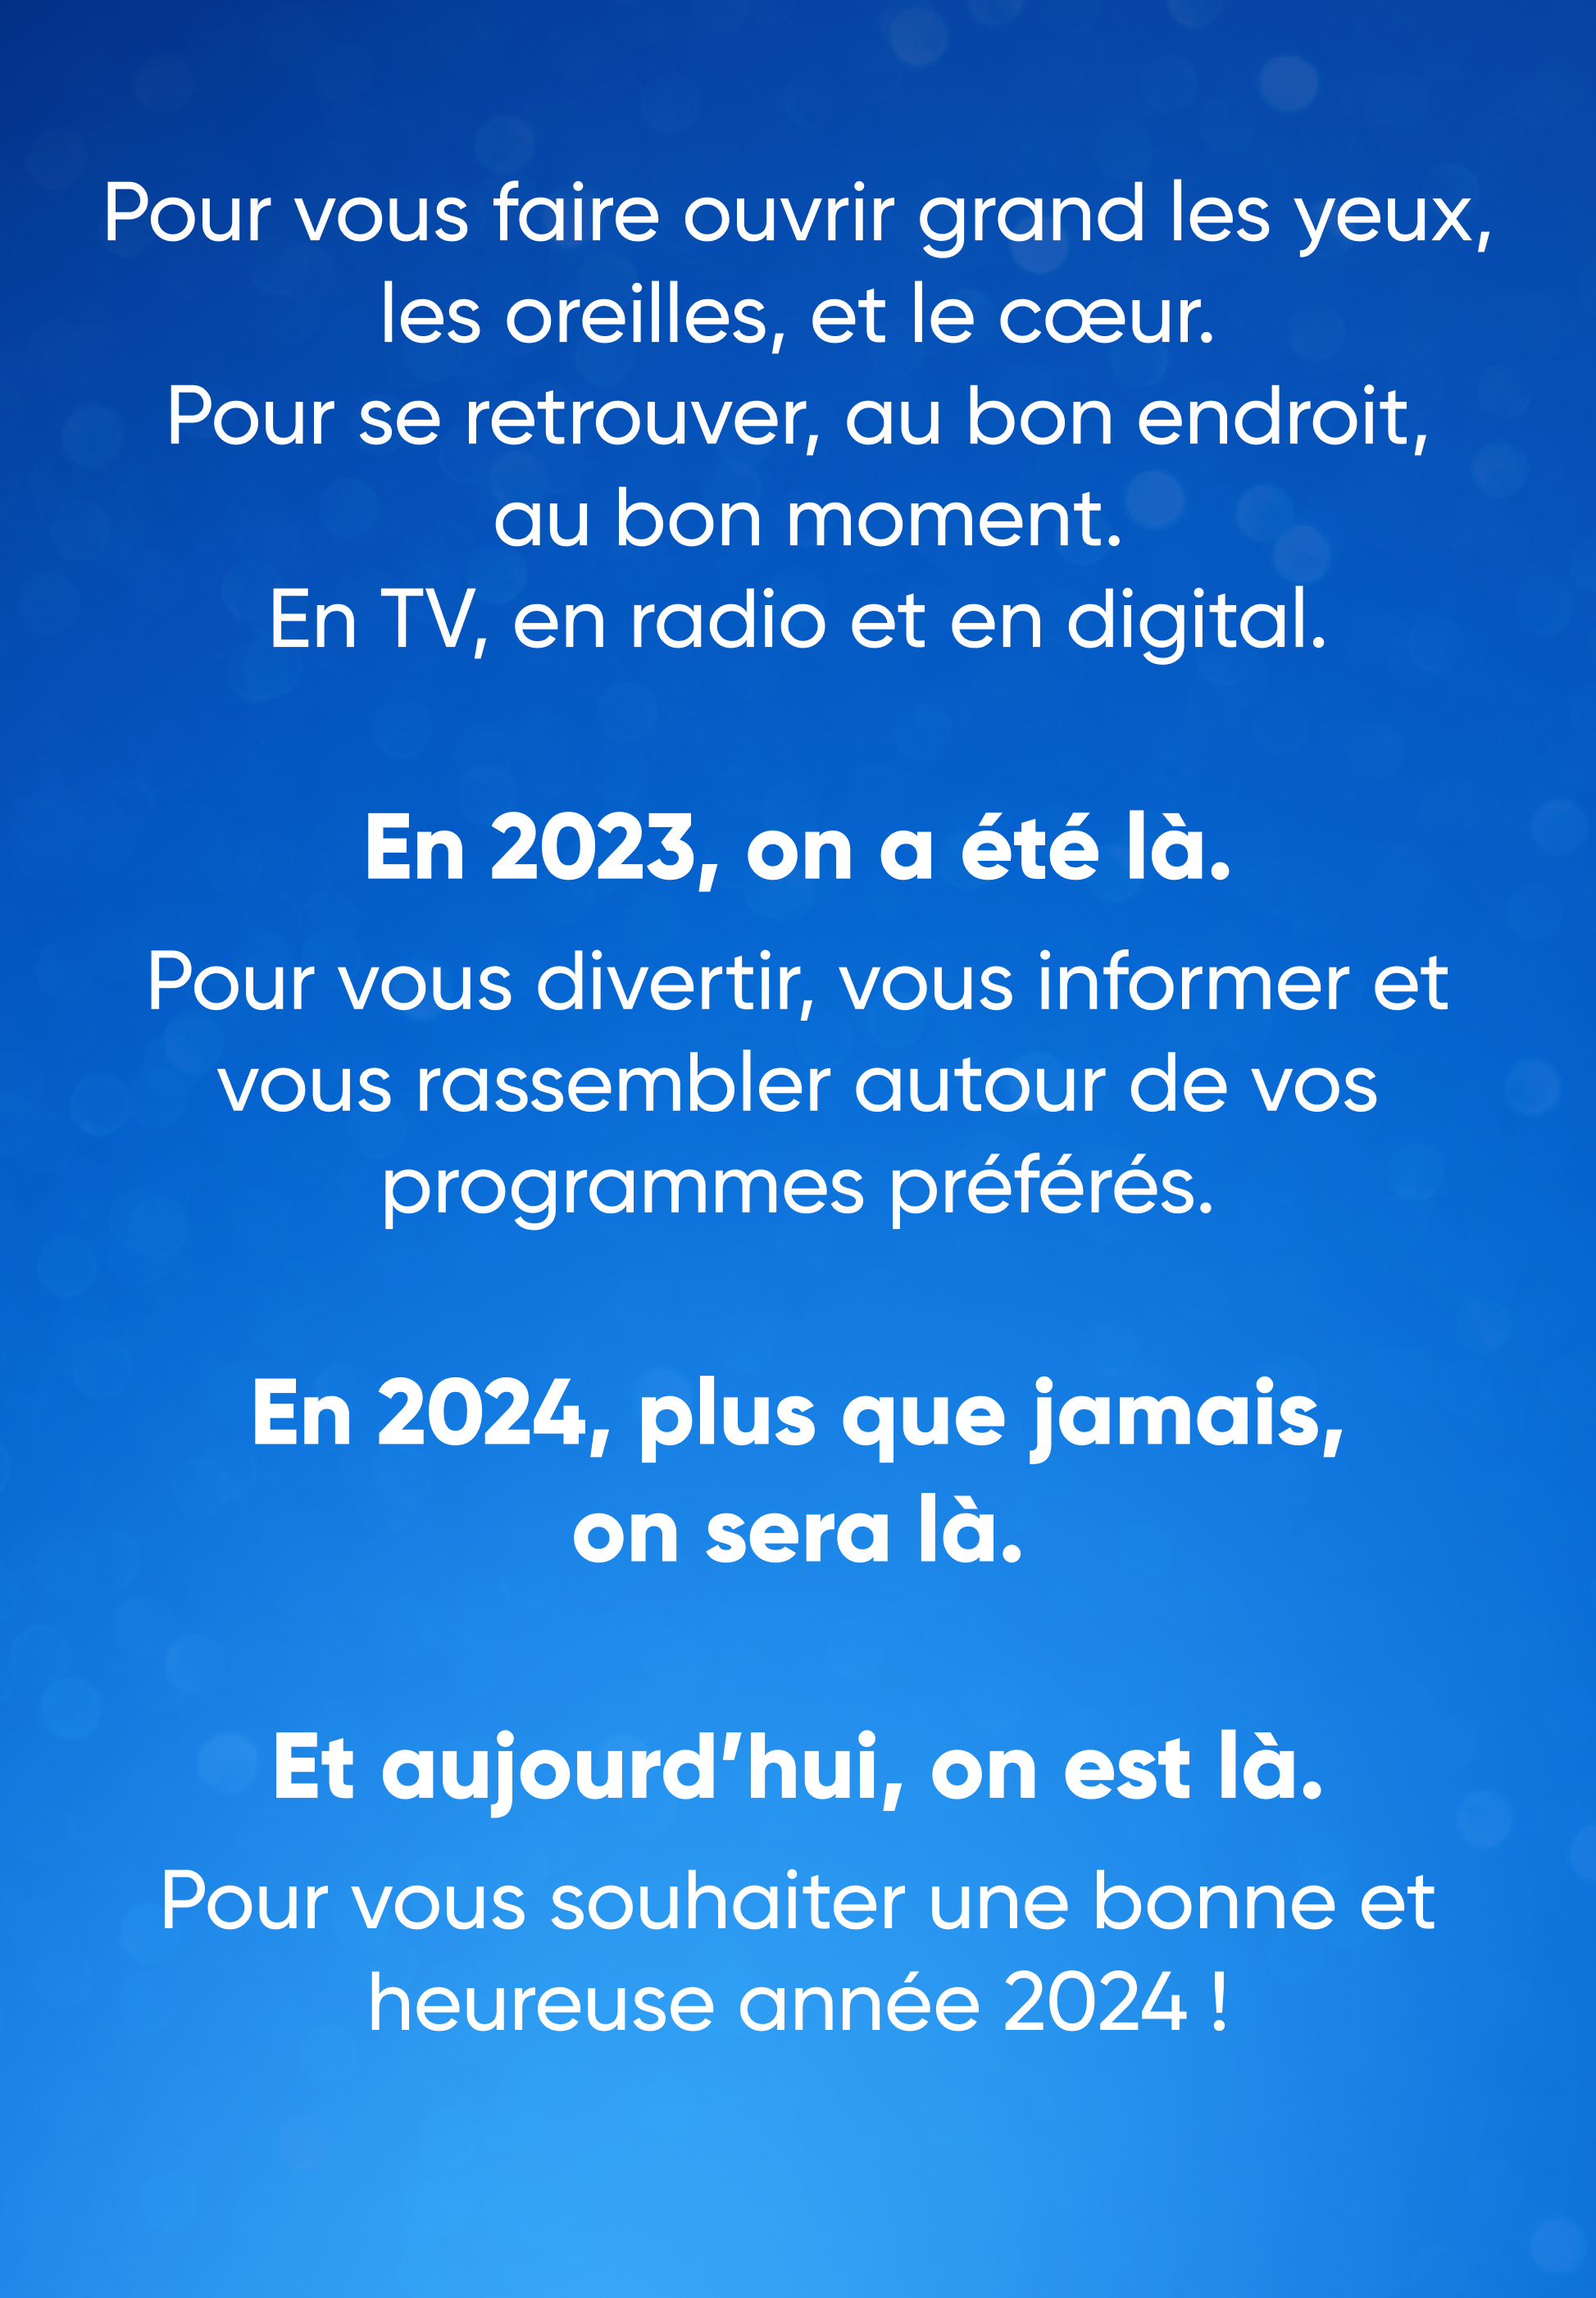 Pour vous faire ouvrir grand les yeux,
les oreilles, et le cœur.
Pour se retrouver, au bon endroit,
au bon moment.
En TV, en radio et en digital.
En 2023, on a été là.
Pour vous divertir, vous informer et
vous rassembler autour de vos
programmes préférés.
En 2024, plus que jamais,
on sera là.
Et aujourd’hui, on est là.
Pour vous souhaiter une bonne et
heureuse année 2024 !